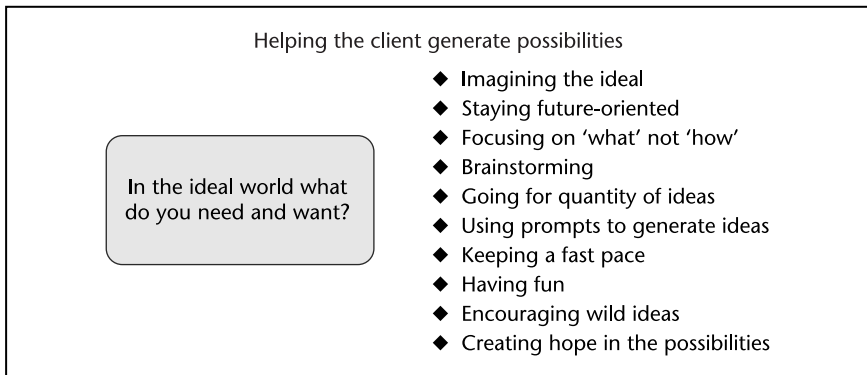 Helping the client generate possibilities
In the ideal world what
do you need and want?
◆ Imagining the ideal
◆ Staying future-oriented
◆ Focusing on ‘what’ not ‘how’
◆ Brainstorming
◆ Going for quantity of ideas
◆ Using prompts to generate ideas
◆ Keeping a fast pace
◆ Having fun
◆ Encouraging wild ideas
◆ Creating hope in the possibilities